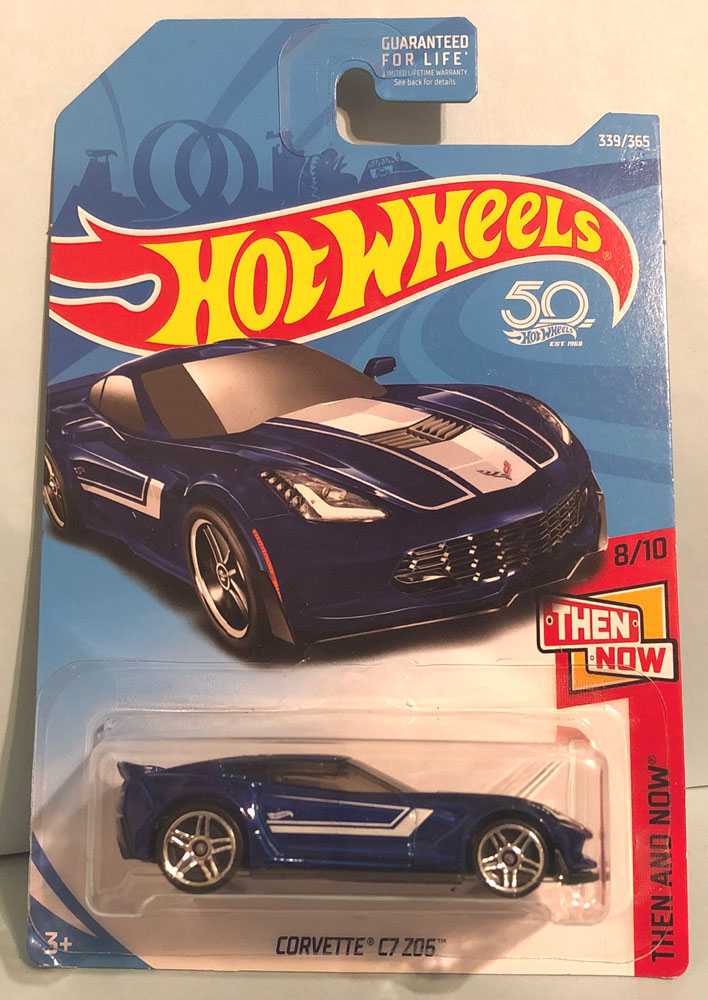 GUARANTEED
FOR LIFE*
LIMITED LIFETIME WARRANTY.
See back for details.
339/365
HOT WHEELS®
50
HOT WHEELS
EST. 1968
8/10
THEN
NOW
THEN AND NOW®
3+
CORVETTE® C7 Z06™